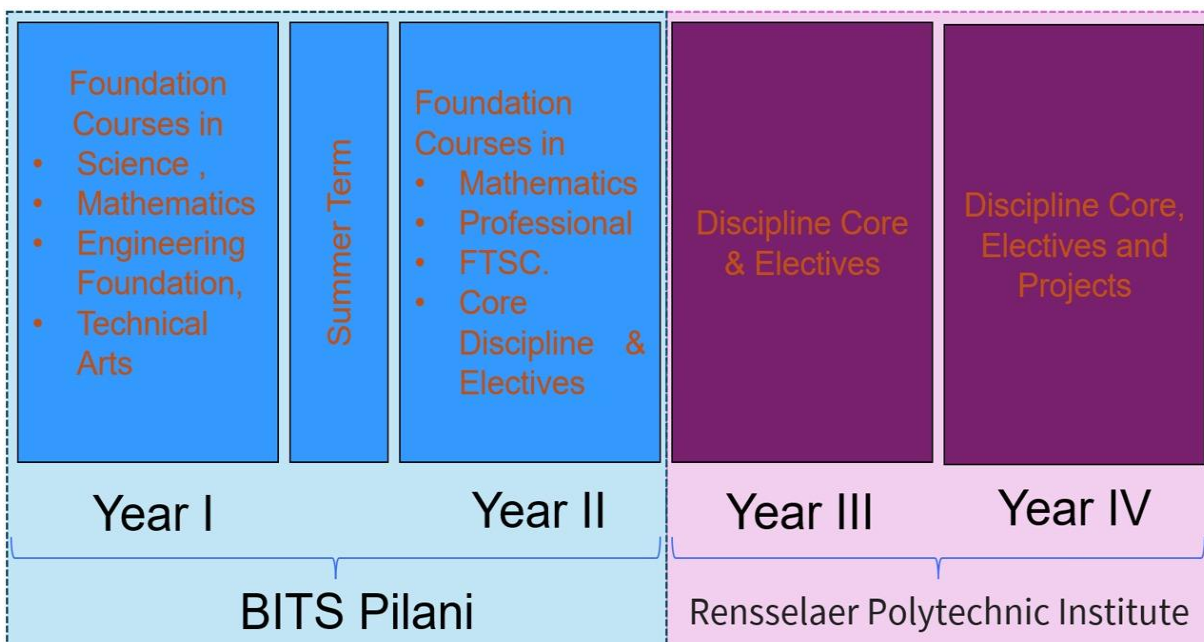 Foundation
Courses in
• Science ,
• Mathematics
• Engineering
Foundation,
• Technical
Arts
Summer Term
Foundation
Courses in
• Mathematics
• Professional
• FTSC.
• Core
Discipline &
Electives
Discipline Core
& Electives
Discipline Core,
Electives and
Projects
Year I
Year II
Year III
Year IV
BITS Pilani
Rensselaer Polytechnic Institute